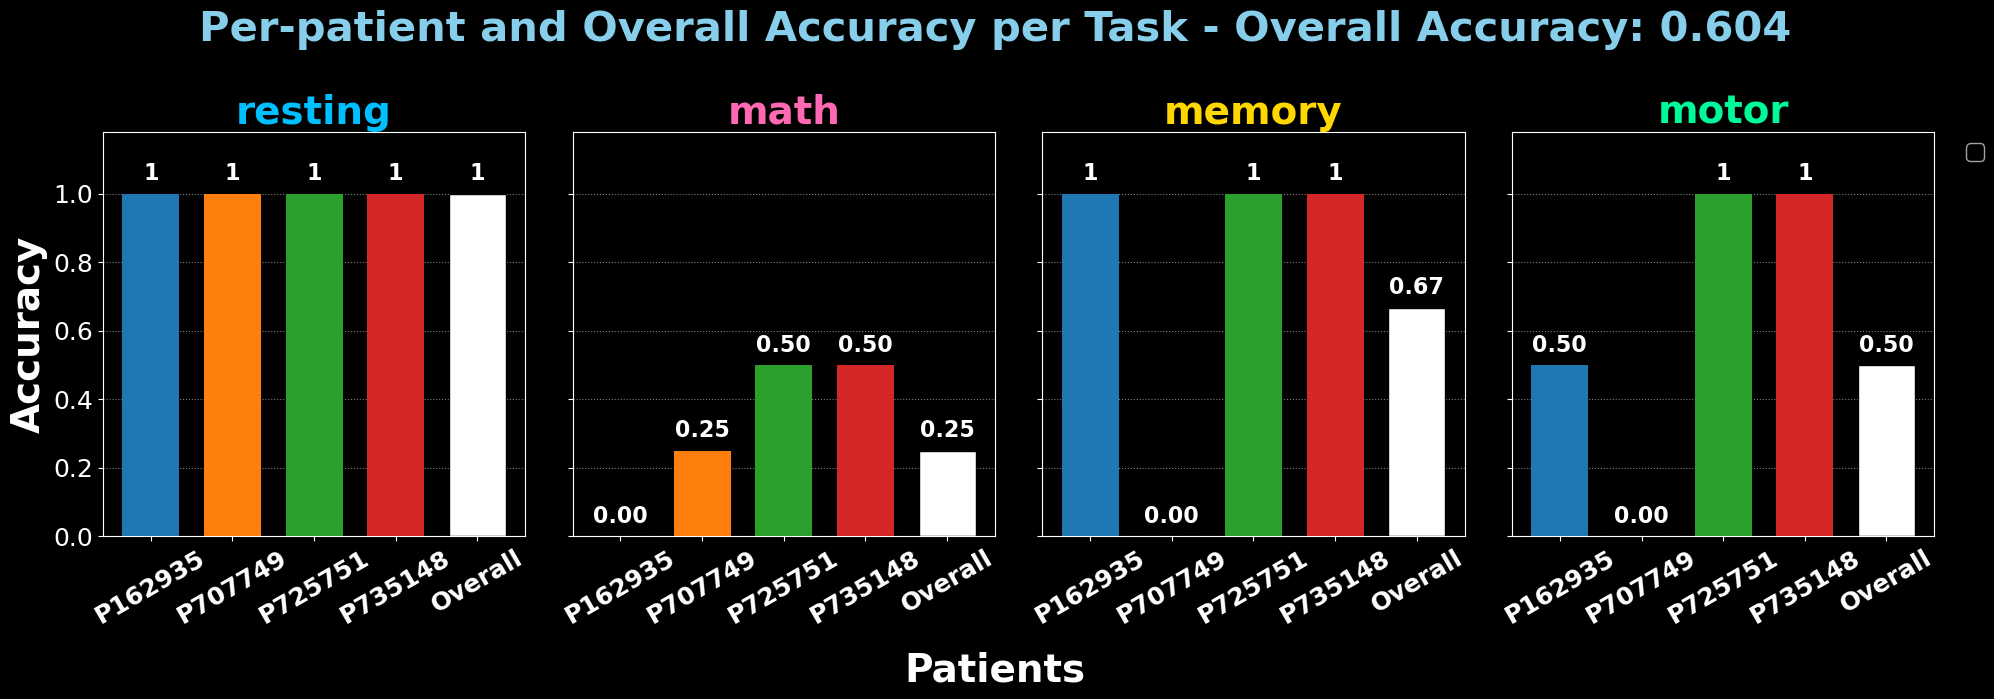 Per-patient and Overall Accuracy per Task - Overall Accuracy: 0.604
resting
math
memory
motor
Accuracy
1.0
0.8
0.6
0.4
0.2
0.0
1 1 1 1 1
0.00 0.25 0.50 0.50 0.25
1 0.00 1 1 0.67
0.50 0.00 1 1 0.50
P162935 P707749 P725751 P735148 Overall
P162935 P707749 P725751 P735148 Overall
P162935 P707749 P725751 P735148 Overall
P162935 P707749 P725751 P735148 Overall
Patients